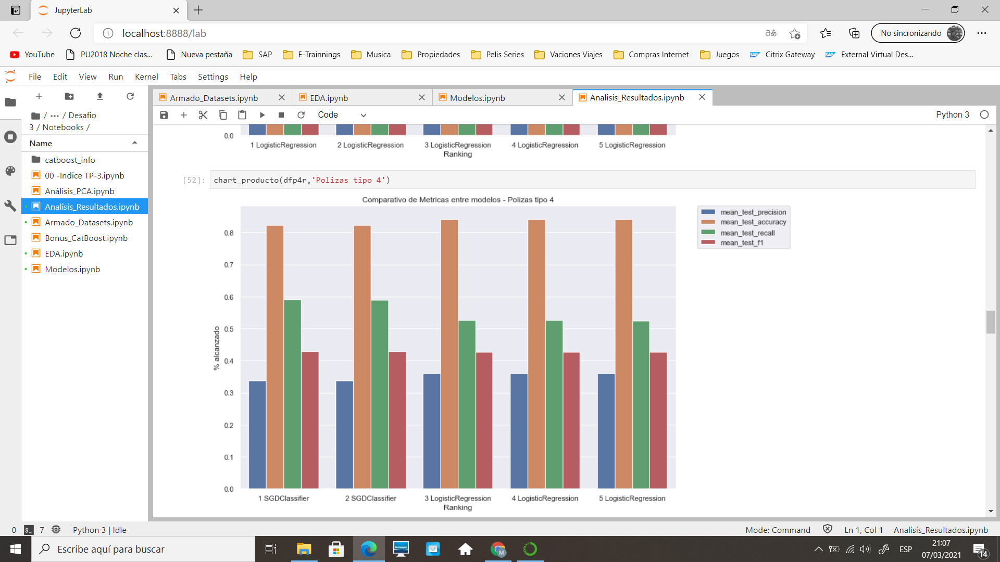 JupyterLab
localhost:8888/lab
aあ
No sincronizando
YouTube
PU2018 Noche clas...
Nueva pestaña
SAP
E-Trainnings
Musica
Propiedades
Pelis Series
Vaciones Viajes
Compras Internet
Juegos
SAP Citrix Gateway
SAP External Virtual Des...
File Edit View Run Kernel Tabs Settings Help
/ ··· / Desafio
3 / Notebooks /
Name
catboost_info
00 -Indice TP-3.ipynb
Análisis_PCA.ipynb
Analisis_Resultados.ipynb
Armado_Datasets.ipynb
Bonus_CatBoost.ipynb
EDA.ipynb
Modelos.ipynb
Armado_Datasets.ipynb
EDA.ipynb
Modelos.ipynb
Analisis_Resultados.ipynb
Code
Python 3
0.0
1 LogisticRegression 2 LogisticRegression 3 LogisticRegression 4 LogisticRegression 5 LogisticRegression
Ranking
[52]: chart_producto(dfp4r,'Polizas tipo 4')
Comparativo de Metricas entre modelos - Polizas tipo 4
mean_test_precision
mean_test_accuracy
mean_test_recall
mean_test_f1
% alcanzado
0.8
0.7
0.6
0.5
0.4
0.3
0.2
0.1
0.0
1 SGDClassifier 2 SGDClassifier 3 LogisticRegression 4 LogisticRegression 5 LogisticRegression
Ranking
0 $_ 7 Python 3 | Idle
Mode: Command Ln 1, Col 1 Analisis_Resultados.ipynb
Escribe aquí para buscar
M
ESP
21:07
07/03/2021
14